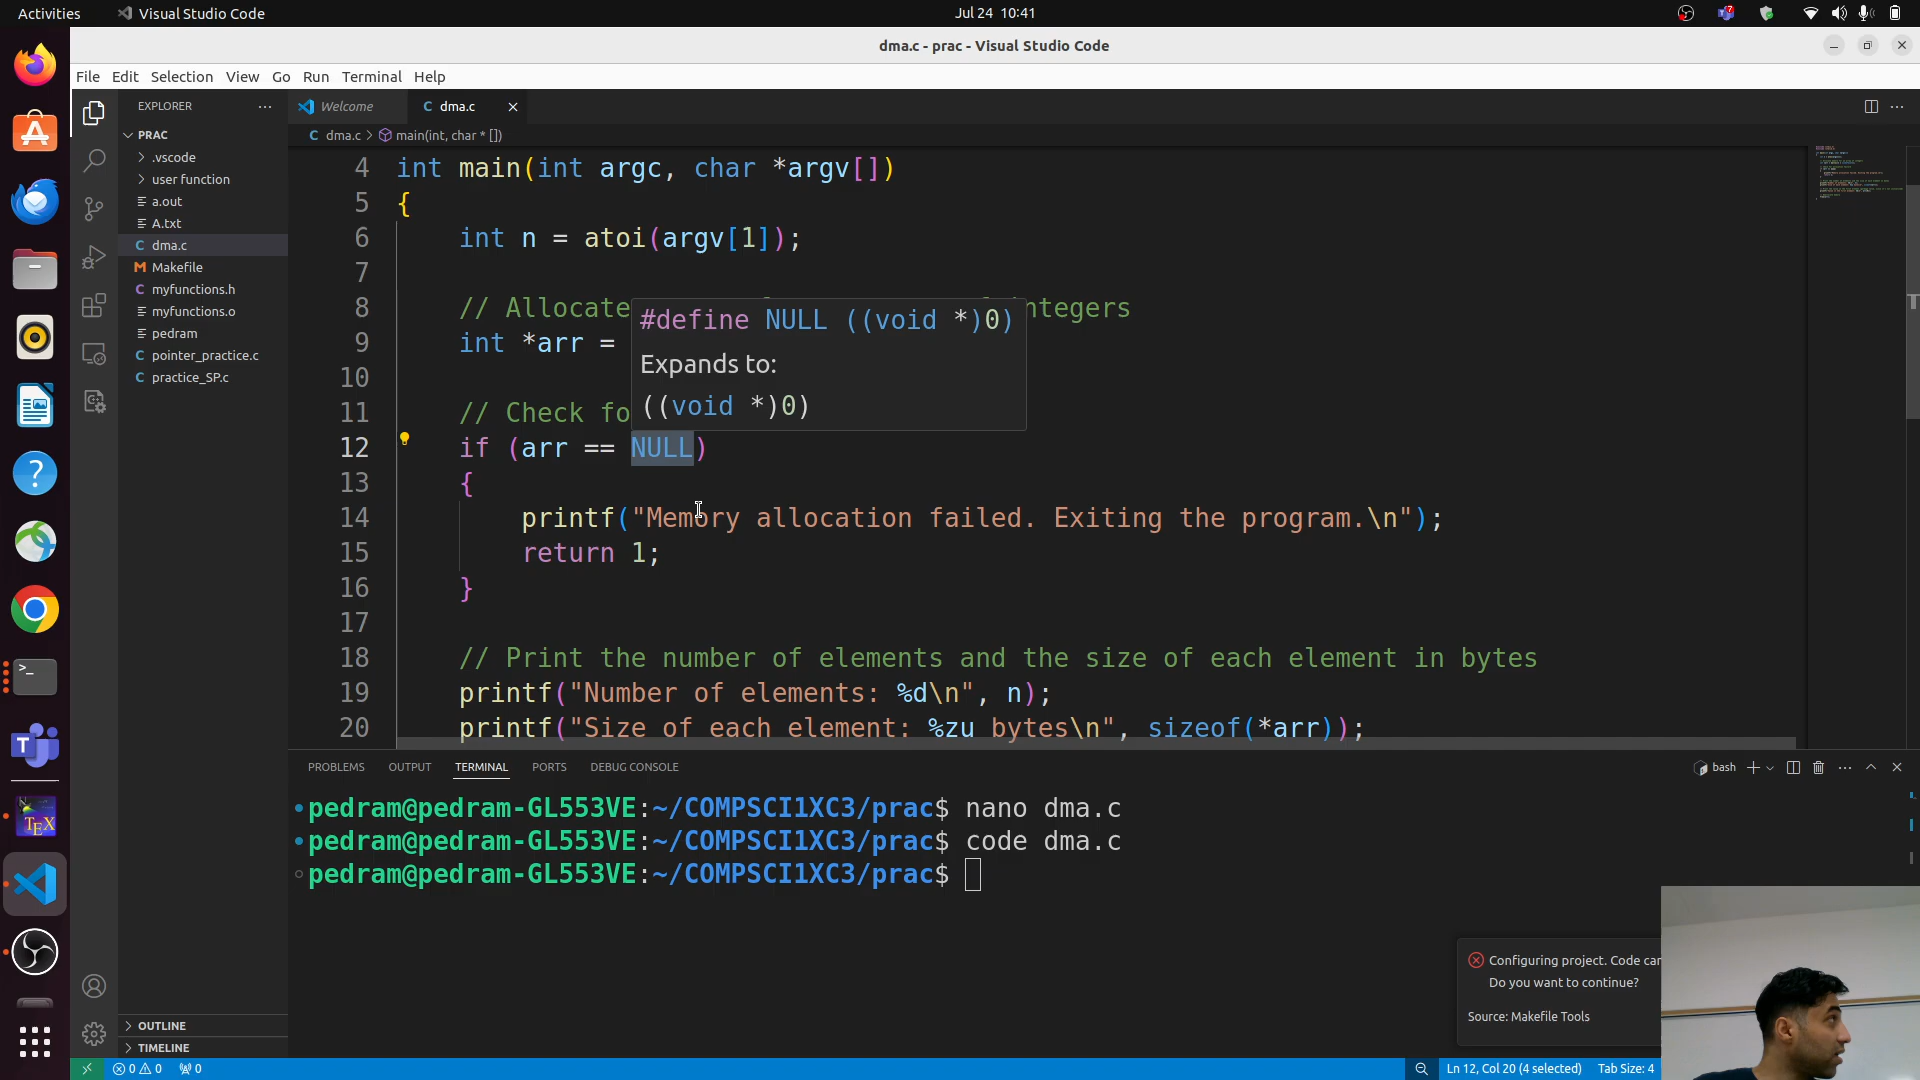 Activities
Visual Studio Code
Jul 24 10:41
dma.c - prac - Visual Studio Code
File Edit Selection View Go Run Terminal Help
EXPLORER
PRAC
.vscode
user function
a.out
A.txt
dma.c
Makefile
myfunctions.h
myfunctions.o
pedram
pointer_practice.c
practice_SP.c
OUTLINE
TIMELINE
Welcome
dma.c
dma.c > main(int, char * [])
4 int main(int argc, char *argv[])
5 {
6 int n = atoi(argv[1]);
7
8 // Allocate ntegers
9 int *arr =
10
11 // Check fo
12 if (arr == NULL)
13 {
14 printf("Memory allocation failed. Exiting the program.\n");
15 return 1;
16 }
17
18 // Print the number of elements and the size of each element in bytes
19 printf("Number of elements: %d\n", n);
20 printf("Size of each element: %zu bytes\n", sizeof(*arr));
#define NULL ((void *)0)
Expands to:
((void *)0)
PROBLEMS OUTPUT TERMINAL PORTS DEBUG CONSOLE
bash
pedram@pedram-GL553VE:~/COMPSCI1XC3/prac$ nano dma.c
pedram@pedram-GL553VE:~/COMPSCI1XC3/prac$ code dma.c
pedram@pedram-GL553VE:~/COMPSCI1XC3/prac$
Configuring project. Code can
Do you want to continue?
Source: Makefile Tools
0 0 0
Ln 12, Col 20 (4 selected)
Tab Size: 4